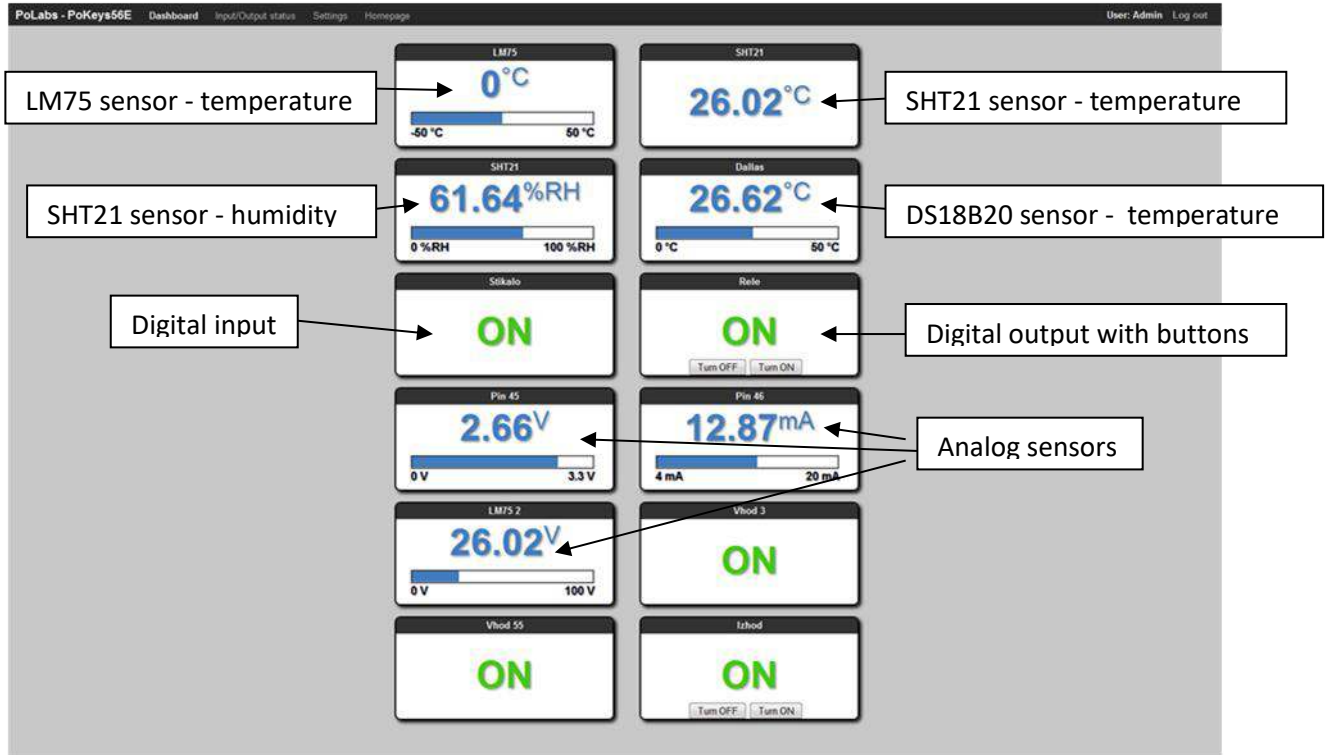 PoLabs - PoKeys56E Dashboard Input/Output status Settings Homepage User: Admin Log out
LM75
0°C
-50 °C 50 °C
SHT21
26.02°C
LM75 sensor - temperature
SHT21 sensor - temperature
SHT21
61.64%RH
0 %RH 100 %RH
Dallas
26.62°C
0 °C 50 °C
SHT21 sensor - humidity
DS18B20 sensor - temperature
Stikalo
ON
Rele
ON
Turn OFF Turn ON
Digital input
Digital output with buttons
Pin 45
2.66V
0 V 3.3 V
Pin 46
12.87mA
4 mA 20 mA
Analog sensors
LM75 2
26.02V
0 V 100 V
Vhod 3
ON
Vhod 55
ON
Izhod
ON
Turn OFF Turn ON